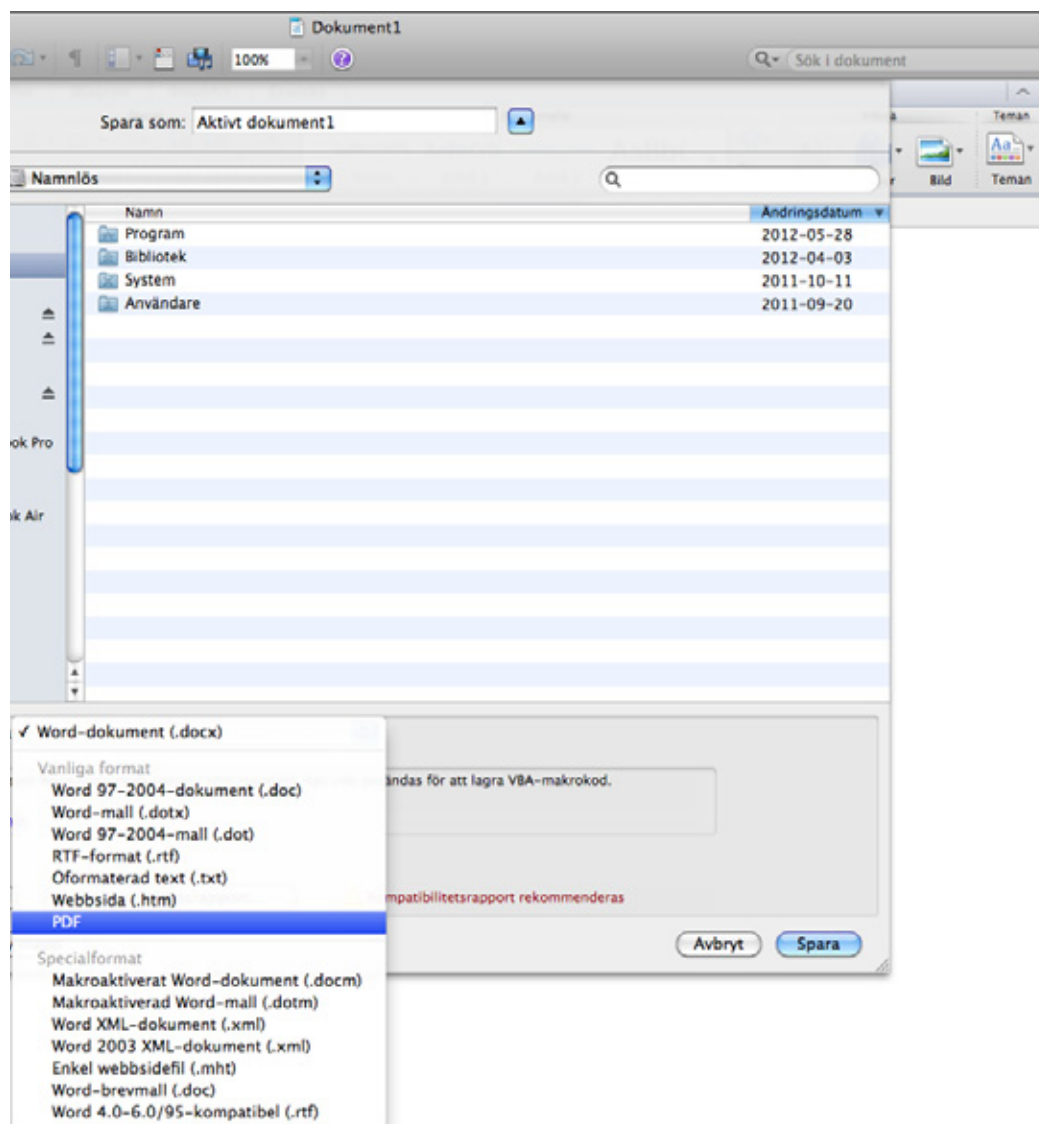 Dokument1
100%
Sök i dokument
Spara som: Aktivt dokument1
Teman
Namnlös
Bild Teman
Namn Ändringsdatum
Program 2012-05-28
Bibliotek 2012-04-03
System 2011-10-11
Användare 2011-09-20
ok Pro
ok Air
✓ Word-dokument (.docx)
Vanliga format
ändas för att lagra VBA-makrokod.
Word 97-2004-dokument (.doc)
Word-mall (.dotx)
Word 97-2004-mall (.dot)
RTF-format (.rtf)
Oformaterad text (.txt)
Webbsida (.htm)
mpatibilitetsrapport rekommenderas
PDF
Avbryt Spara
Specialformat
Makroaktiverat Word-dokument (.docm)
Makroaktiverad Word-mall (.dotm)
Word XML-dokument (.xml)
Word 2003 XML-dokument (.xml)
Enkel webbsidefil (.mht)
Word-brevmall (.doc)
Word 4.0-6.0/95-kompatibel (.rtf)